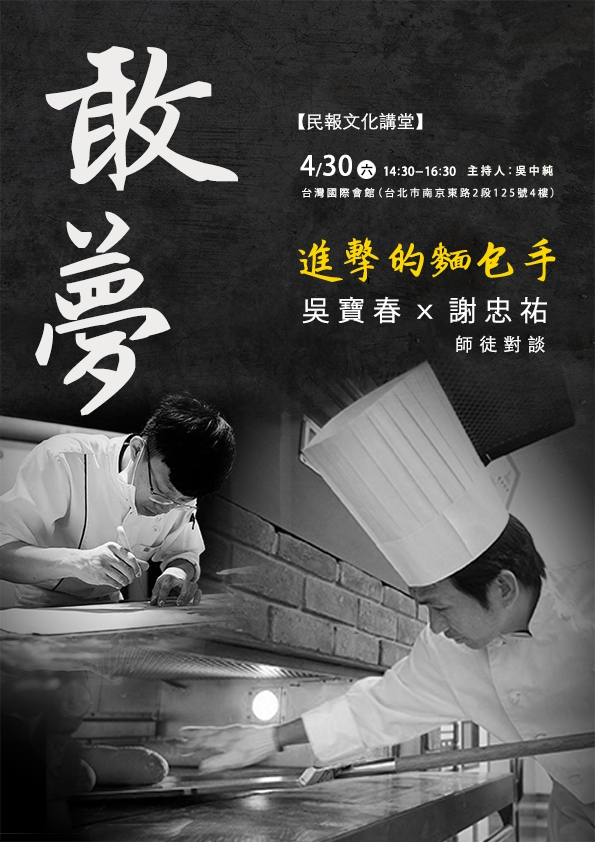 敢夢
【民報文化講堂】
4/30 六 14:30–16:30 主持人：吳中純
台灣國際會館（台北市南京東路2段125號4樓）
進擊的麵包手
吳寶春 × 謝忠祐
師徒對談